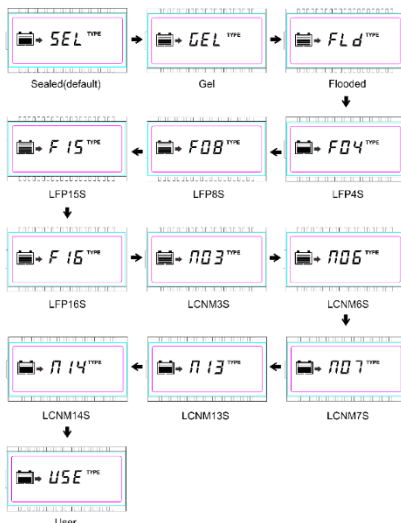 SEL TYPE
GEL TYPE
FLd TYPE
Sealed(default)
Gel
Flooded
F15 TYPE
F08 TYPE
F04 TYPE
LFP15S
LFP8S
LFP4S
F16 TYPE
n03 TYPE
n06 TYPE
LFP16S
LCNM3S
LCNM6S
n14 TYPE
n13 TYPE
n07 TYPE
LCNM14S
LCNM13S
LCNM7S
USE TYPE
User